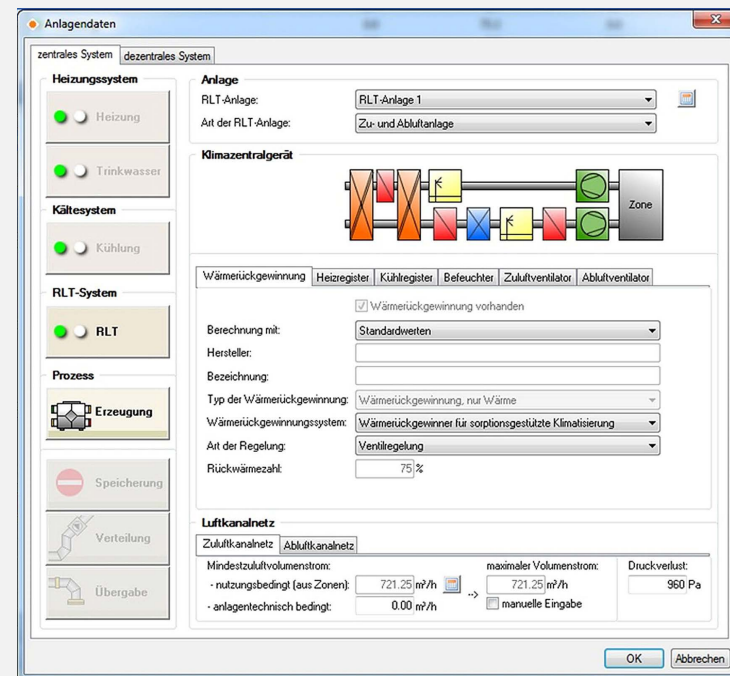 Anlagendaten
zentrales System
dezentrales System
Heizungssystem
Heizung
Trinkwasser
Kältesystem
Kühlung
RLT-System
RLT
Prozess
Erzeugung
Speicherung
Verteilung
Übergabe
Anlage
RLT-Anlage: RLT-Anlage 1
Art der RLT-Anlage: Zu- und Abluftanlage
Klimazentralgerät
Zone
Wärmerückgewinnung Heizregister Kühlregister Befeuchter Zuluftventilator Abluftventilator
Wärmerückgewinnung vorhanden
Berechnung mit: Standardwerten
Hersteller:
Bezeichnung:
Typ der Wärmerückgewinnung: Wärmerückgewinnung, nur Wärme
Wärmerückgewinnungssystem: Wärmerückgewinner für sorptionsgestützte Klimatisierung
Art der Regelung: Ventilregelung
Rückwärmezahl: 75 %
Luftkanalnetz
Zuluftkanalnetz Abluftkanalnetz
Mindestzuluftvolumenstrom: maximaler Volumenstrom: Druckverlust:
- nutzungsbedingt (aus Zonen): 721.25 m³/h ..> 721.25 m³/h 960 Pa
- anlagentechnisch bedingt: 0.00 m³/h manuelle Eingabe
OK Abbrechen